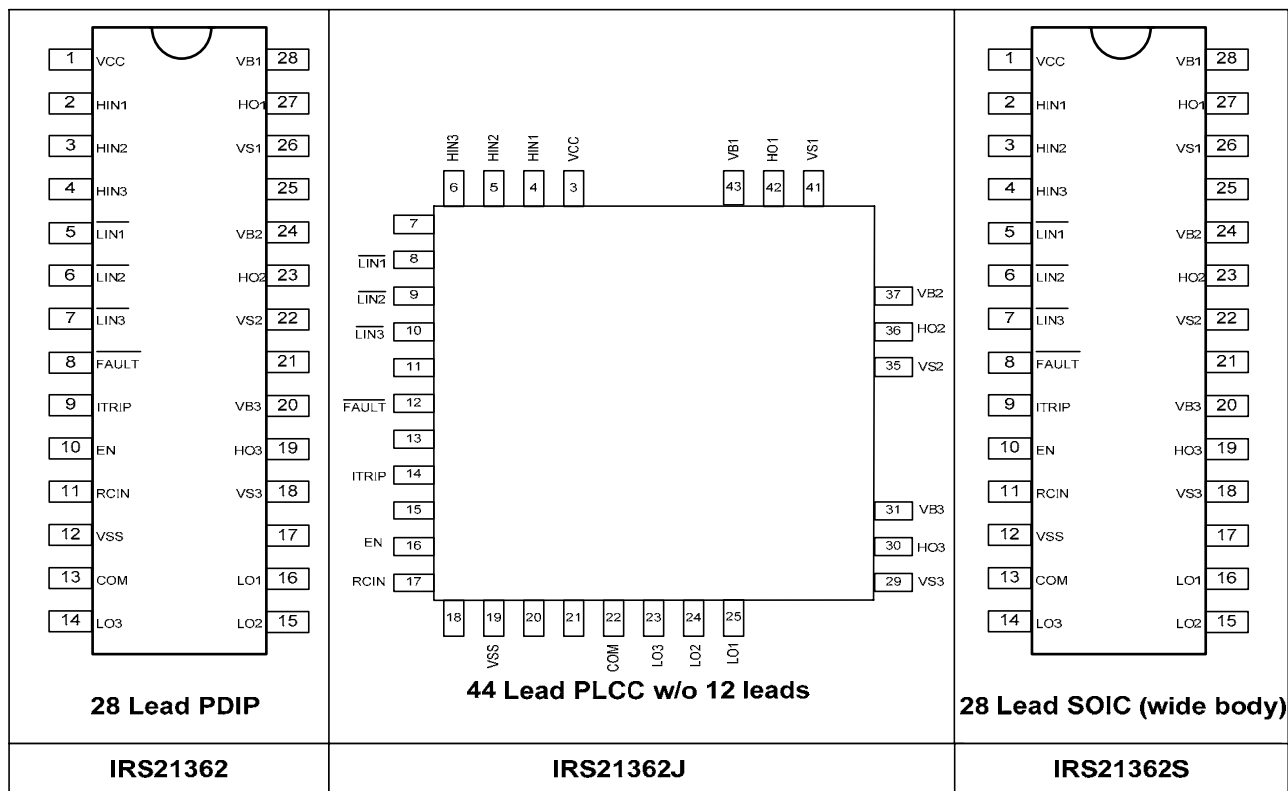 1 VCC VB1 28
2 HIN1 HO1 27
3 HIN2 VS1 26
4 HIN3 25
5 LIN1 VB2 24
6 LIN2 HO2 23
7 LIN3 VS2 22
8 FAULT 21
9 ITRIP VB3 20
10 EN HO3 19
11 RCIN VS3 18
12 VSS 17
13 COM LO1 16
14 LO3 LO2 15
28 Lead PDIP
HIN3 HIN2 HIN1 VCC VB1 HO1 VS1
6 5 4 3 43 42 41
7
LIN1 8
LIN2 9 37 VB2
LIN3 10 36 HO2
11 35 VS2
FAULT 12
13
ITRIP 14
15 31 VB3
EN 16 30 HO3
RCIN 17 29 VS3
18 19 20 21 22 23 24 25
VSS COM LO3 LO2 LO1
44 Lead PLCC w/o 12 leads
1 VCC VB1 28
2 HIN1 HO1 27
3 HIN2 VS1 26
4 HIN3 25
5 LIN1 VB2 24
6 LIN2 HO2 23
7 LIN3 VS2 22
8 FAULT 21
9 ITRIP VB3 20
10 EN HO3 19
11 RCIN VS3 18
12 VSS 17
13 COM LO1 16
14 LO3 LO2 15
28 Lead SOIC (wide body)
IRS21362 IRS21362J IRS21362S